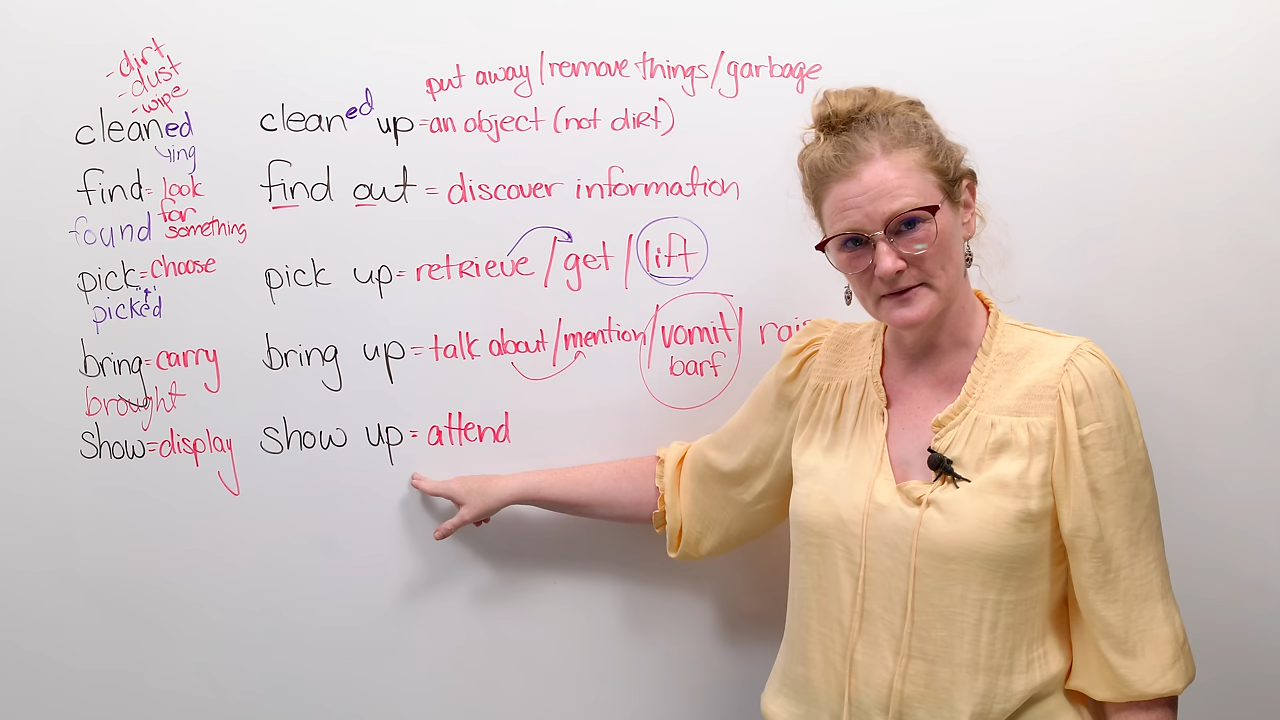 -dirt
-dust
-wipe
put away/remove things/garbage
cleaned
cleaned up=an object (not dirt)
ying
find=look
for
something
find out = discover information
found
pick=choose
pick up=retrieve/get/lift
picked
bring=carry
bring up=talk about/mention/vomit/ rais
barf
brought
show=display
show up=attend